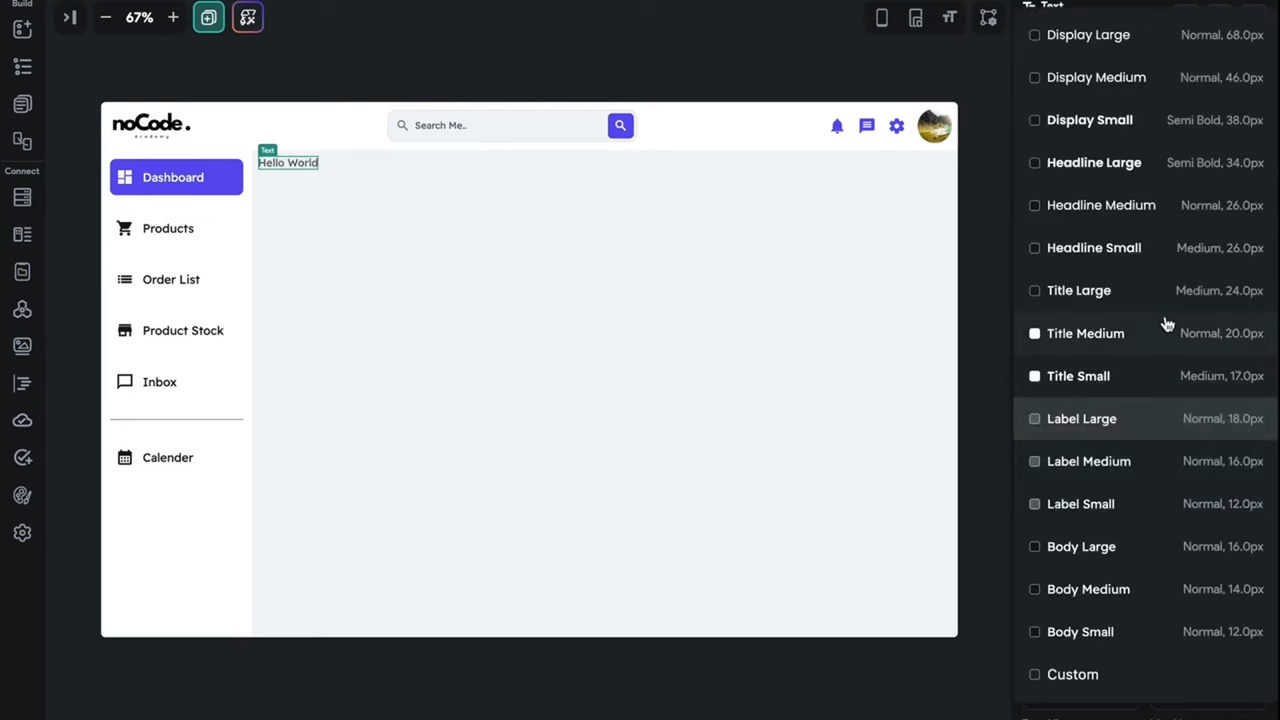 Build
67%
Text
Display Large Normal, 68.0px
Display Medium Normal, 46.0px
Display Small Semi Bold, 38.0px
Headline Large Semi Bold, 34.0px
Headline Medium Normal, 26.0px
Headline Small Medium, 26.0px
Title Large Medium, 24.0px
Title Medium Normal, 20.0px
Title Small Medium, 17.0px
Label Large Normal, 18.0px
Label Medium Normal, 16.0px
Label Small Normal, 12.0px
Body Large Normal, 16.0px
Body Medium Normal, 14.0px
Body Small Normal, 12.0px
Custom
Connect
noCode.
Academy
Search Me..
Text
Hello World
Dashboard
Products
Order List
Product Stock
Inbox
Calender